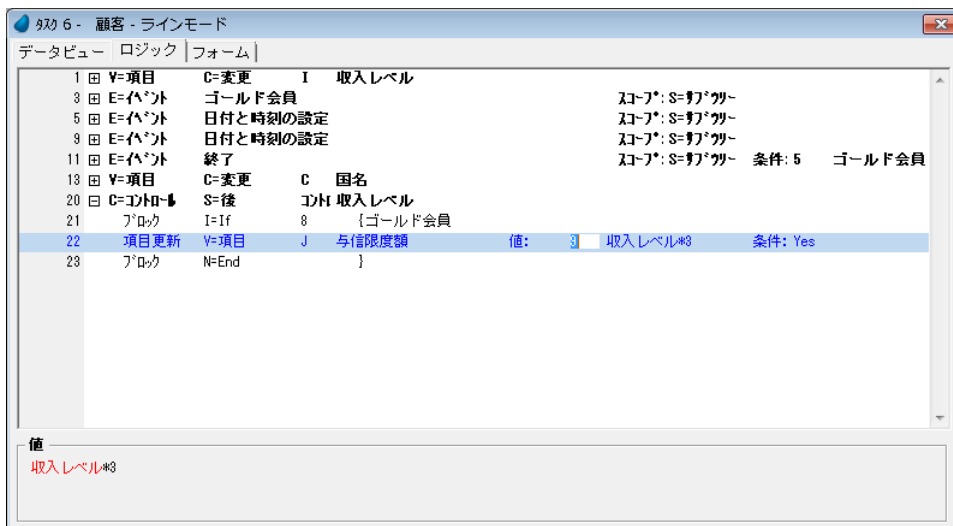 ﾀｽｸ 6 - 顧客 - ラインモード
データビュー ロジック フォーム
1 V=項目 C=変更 I 収入レベル
3 E=ｲﾍﾞﾝﾄ ゴールド会員 ｽｺｰﾌﾟ: S=ｻﾌﾞﾂﾘｰ
5 E=ｲﾍﾞﾝﾄ 日付と時刻の設定 ｽｺｰﾌﾟ: S=ｻﾌﾞﾂﾘｰ
9 E=ｲﾍﾞﾝﾄ 日付と時刻の設定 ｽｺｰﾌﾟ: S=ｻﾌﾞﾂﾘｰ
11 E=ｲﾍﾞﾝﾄ 終了 ｽｺｰﾌﾟ: S=ｻﾌﾞﾂﾘｰ 条件: 5 ゴールド会員
13 V=項目 C=変更 C 国名
20 C=ｺﾝﾄﾛｰﾙ S=後 ｺﾝﾄﾛ 収入レベル
21 ﾌﾞﾛｯｸ I=If 8 {ゴールド会員
22 項目更新 V=項目 J 与信限度額 値: 9 収入レベル*3 条件: Yes
23 ﾌﾞﾛｯｸ N=End }
値
収入レベル*3